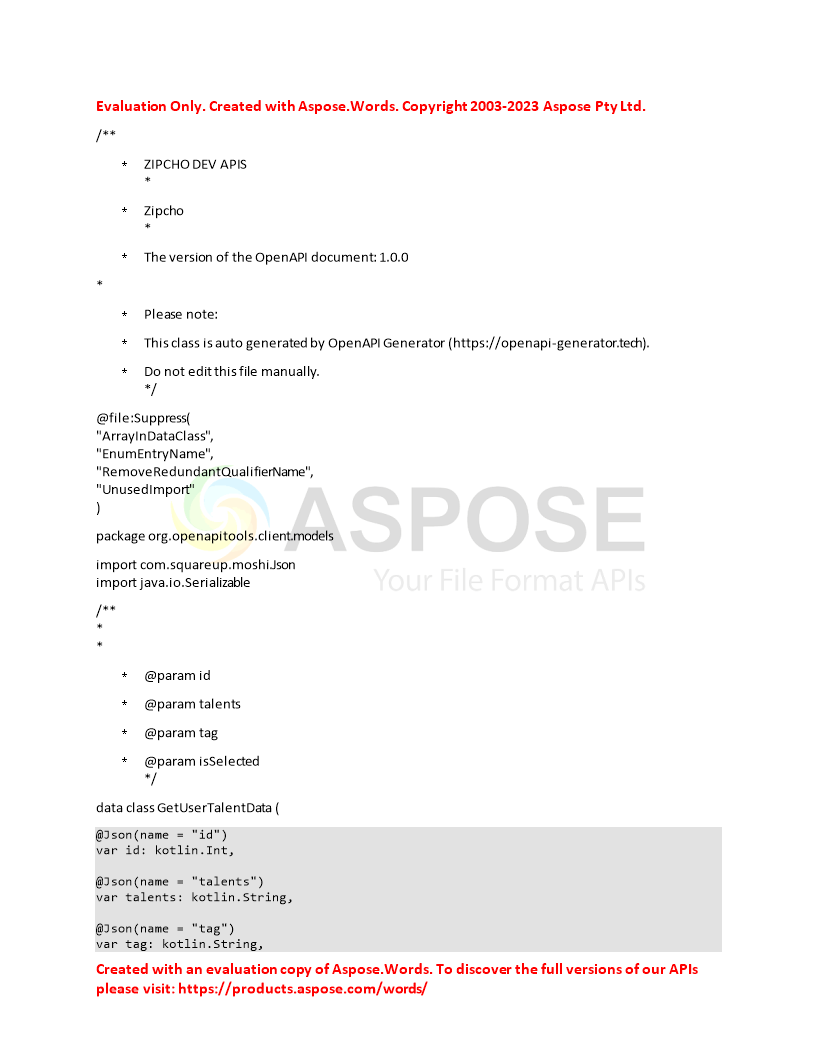 Evaluation Only. Created with Aspose.Words. Copyright 2003-2023 Aspose Pty Ltd.
/**
* ZIPCHO DEV APIS
*
* Zipcho
*
* The version of the OpenAPI document: 1.0.0
*
* Please note:
* This class is auto generated by OpenAPI Generator (https://openapi-generator.tech).
* Do not edit this file manually.
*/
@file:Suppress(
"ArrayInDataClass",
"EnumEntryName",
"RemoveRedundantQualifierName",
"UnusedImport"
)
ASPOSE
Your File Format APIs
package org.openapitools.client.models
import com.squareup.moshi.Json
import java.io.Serializable
/**
*
*
* @param id
* @param talents
* @param tag
* @param isSelected
*/
data class GetUserTalentData (
@Json(name = "id")
var id: kotlin.Int,
@Json(name = "talents")
var talents: kotlin.String,
@Json(name = "tag")
var tag: kotlin.String,
Created with an evaluation copy of Aspose.Words. To discover the full versions of our APIs
please visit: https://products.aspose.com/words/